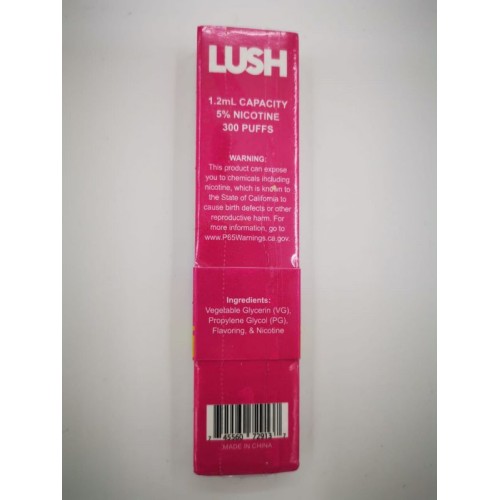 LUSH
1.2mL CAPACITY
5% NICOTINE
300 PUFFS
WARNING:
This product can expose
you to chemicals including
nicotine, which is known to
the State of California to
cause birth defects or other
reproductive harm. For
more information, go to
www.P65Warnings.ca.gov.
Ingredients:
Vegetable Glycerin (VG),
Propylene Glycol (PG),
Flavoring, & Nicotine
45560 72913
MADE IN CHINA